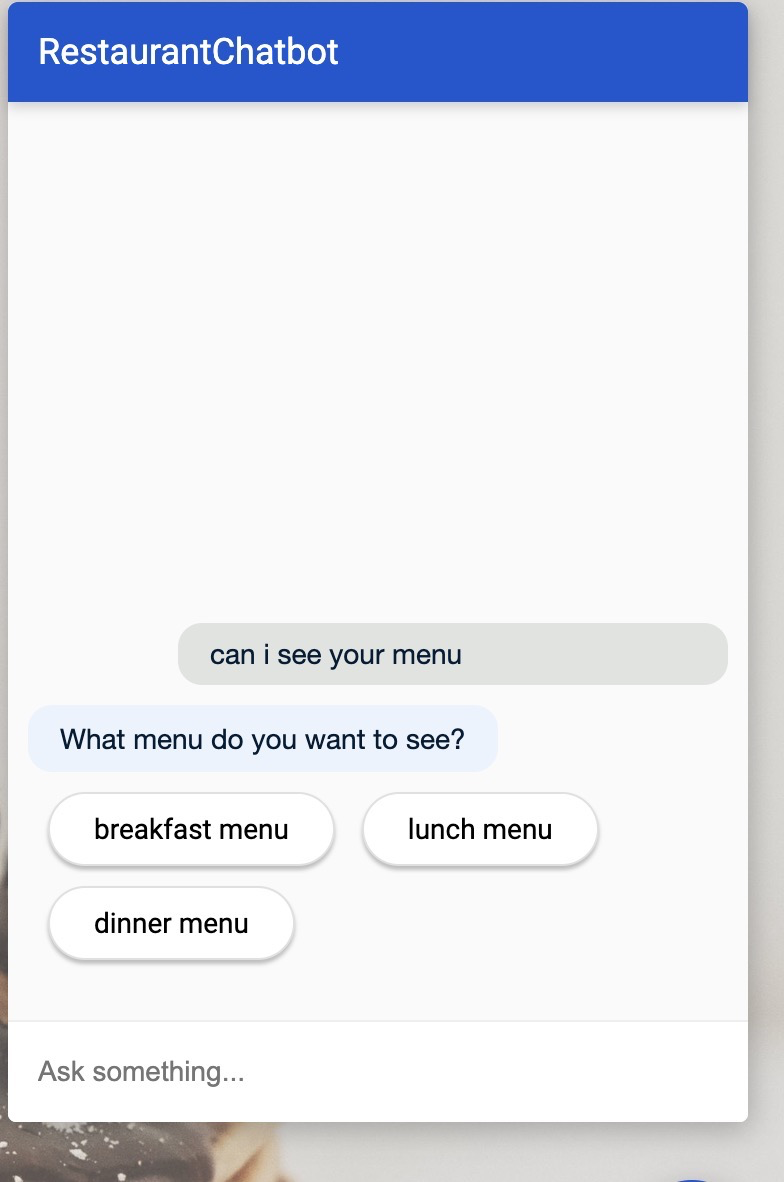 RestaurantChatbot
can i see your menu
What menu do you want to see?
breakfast menu
lunch menu
dinner menu
Ask something...